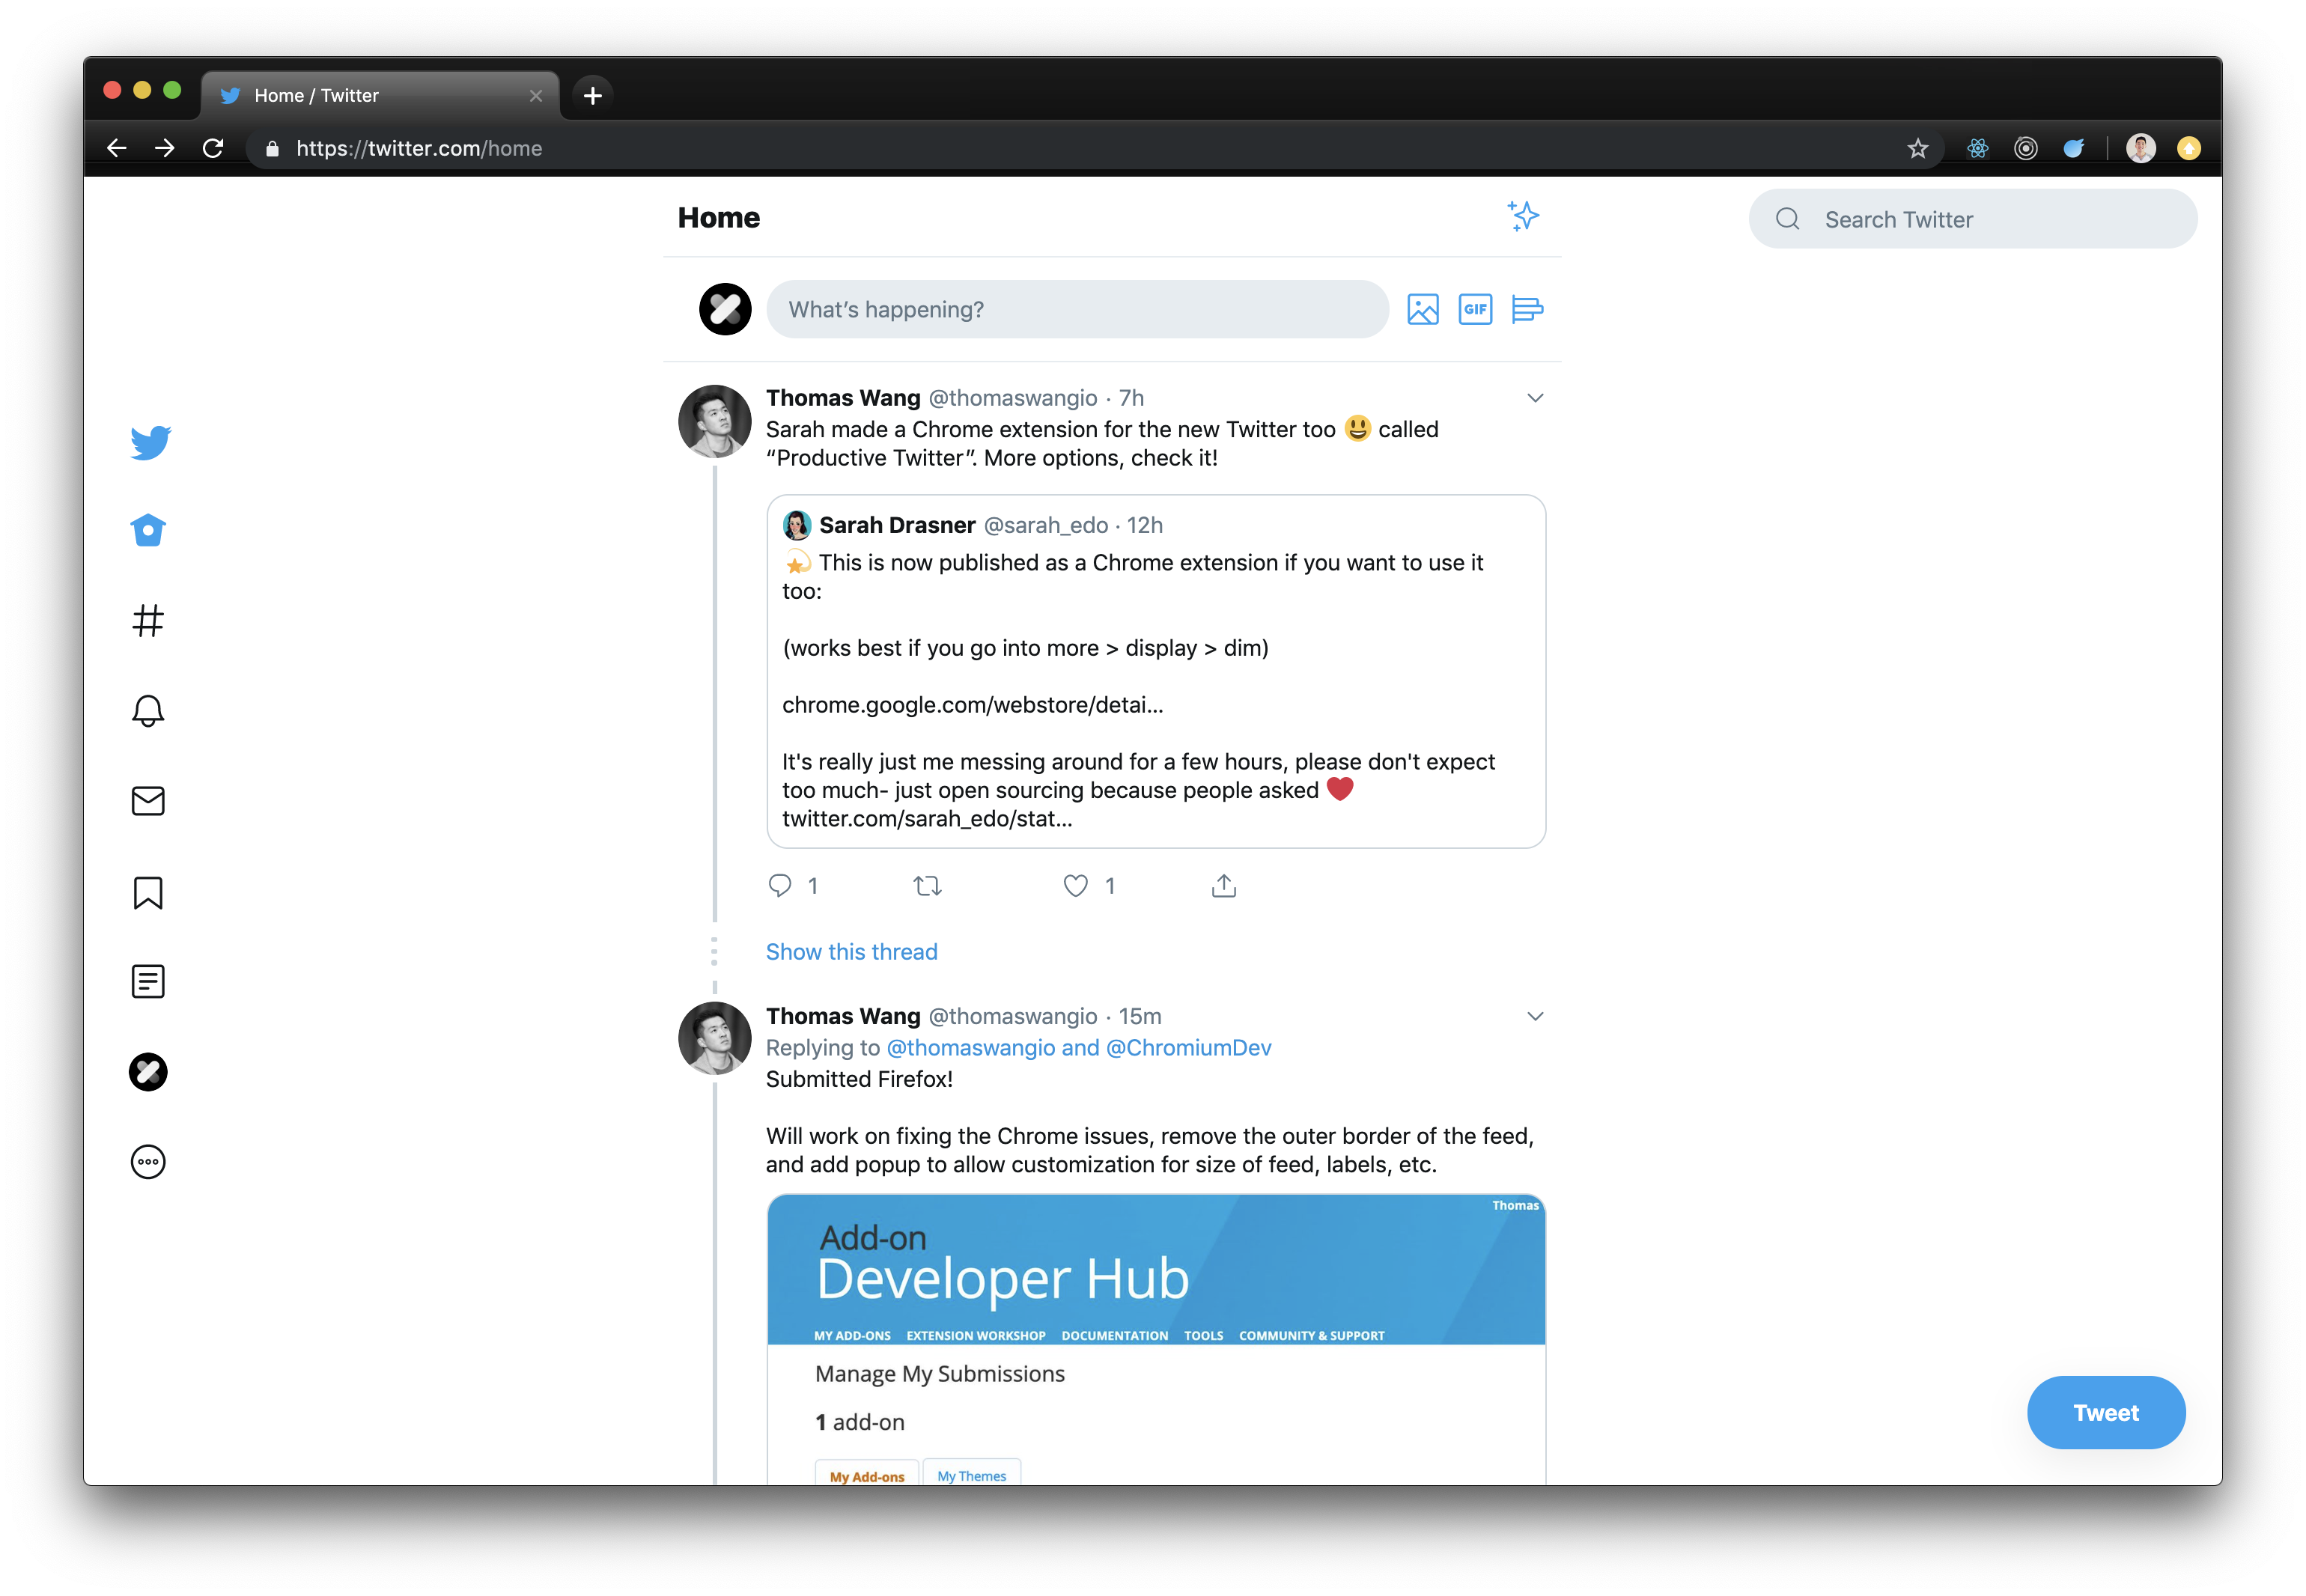 Home / Twitter
https://twitter.com/home
Home
Search Twitter
What’s happening?
GIF
Thomas Wang @thomaswangio · 7h
Sarah made a Chrome extension for the new Twitter too 😃 called
“Productive Twitter”. More options, check it!
Sarah Drasner @sarah_edo · 12h
💫 This is now published as a Chrome extension if you want to use it
too:
(works best if you go into more > display > dim)
chrome.google.com/webstore/detai...
It's really just me messing around for a few hours, please don't expect
too much- just open sourcing because people asked ❤️
twitter.com/sarah_edo/stat...
1
1
Show this thread
Thomas Wang @thomaswangio · 15m
Replying to @thomaswangio and @ChromiumDev
Submitted Firefox!
Will work on fixing the Chrome issues, remove the outer border of the feed,
and add popup to allow customization for size of feed, labels, etc.
Thomas
Add-on
Developer Hub
MY ADD-ONS EXTENSION WORKSHOP DOCUMENTATION TOOLS COMMUNITY & SUPPORT
Manage My Submissions
1 add-on
My Add-ons My Themes
Tweet